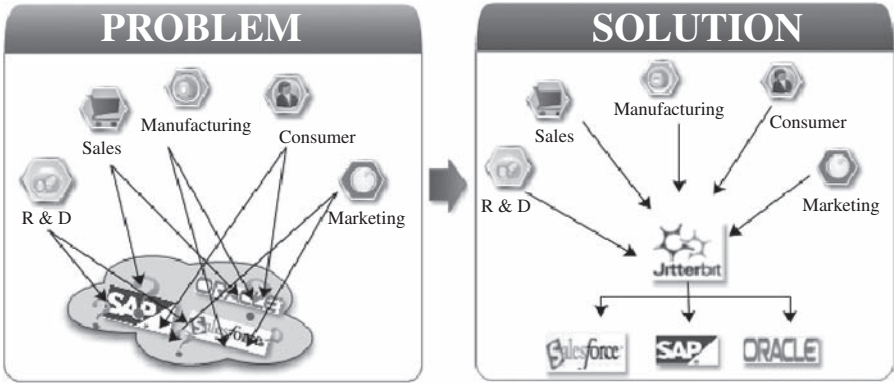 PROBLEM
Manufacturing
Consumer
Sales
R & D
Marketing
SAP
ORACLE
Salesforce
SOLUTION
Manufacturing
Consumer
Sales
R & D
Marketing
Jitterbit
Salesforce
SAP
ORACLE